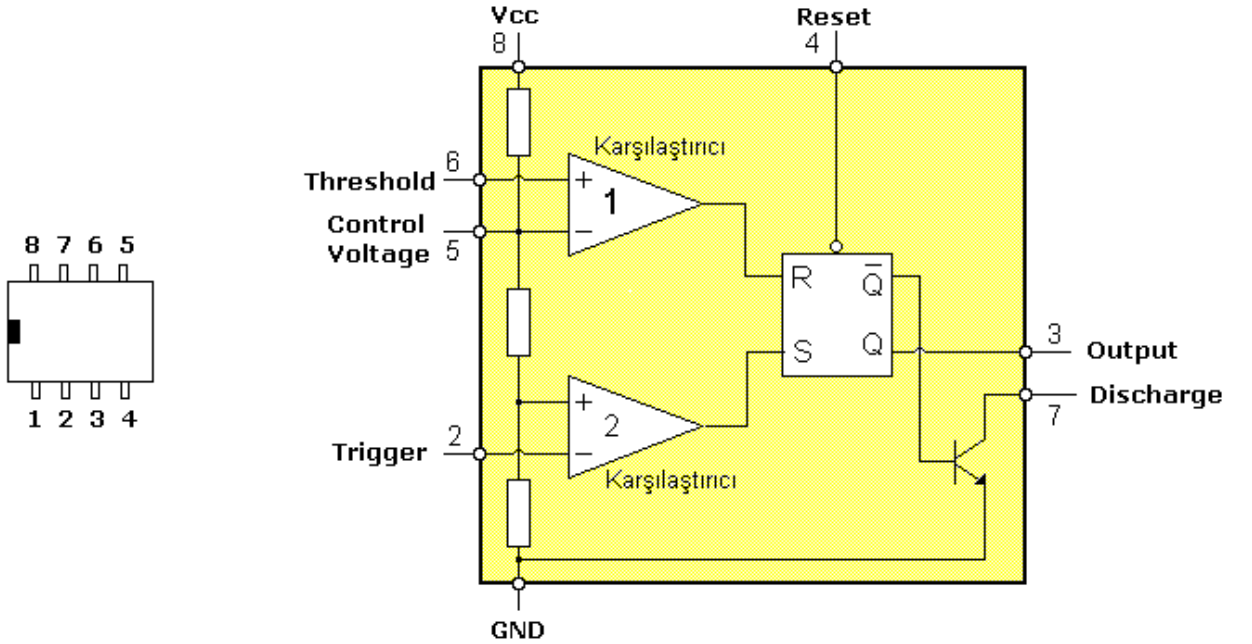 Vcc
8
Reset
4
Karşılaştırıcı
6
Threshold
+
1
Control
Voltage
5
−
8 7 6 5
R
Q̅
S
Q
3
Output
Discharge
7
+
2
2
Trigger
−
Karşılaştırıcı
1 2 3 4
GND